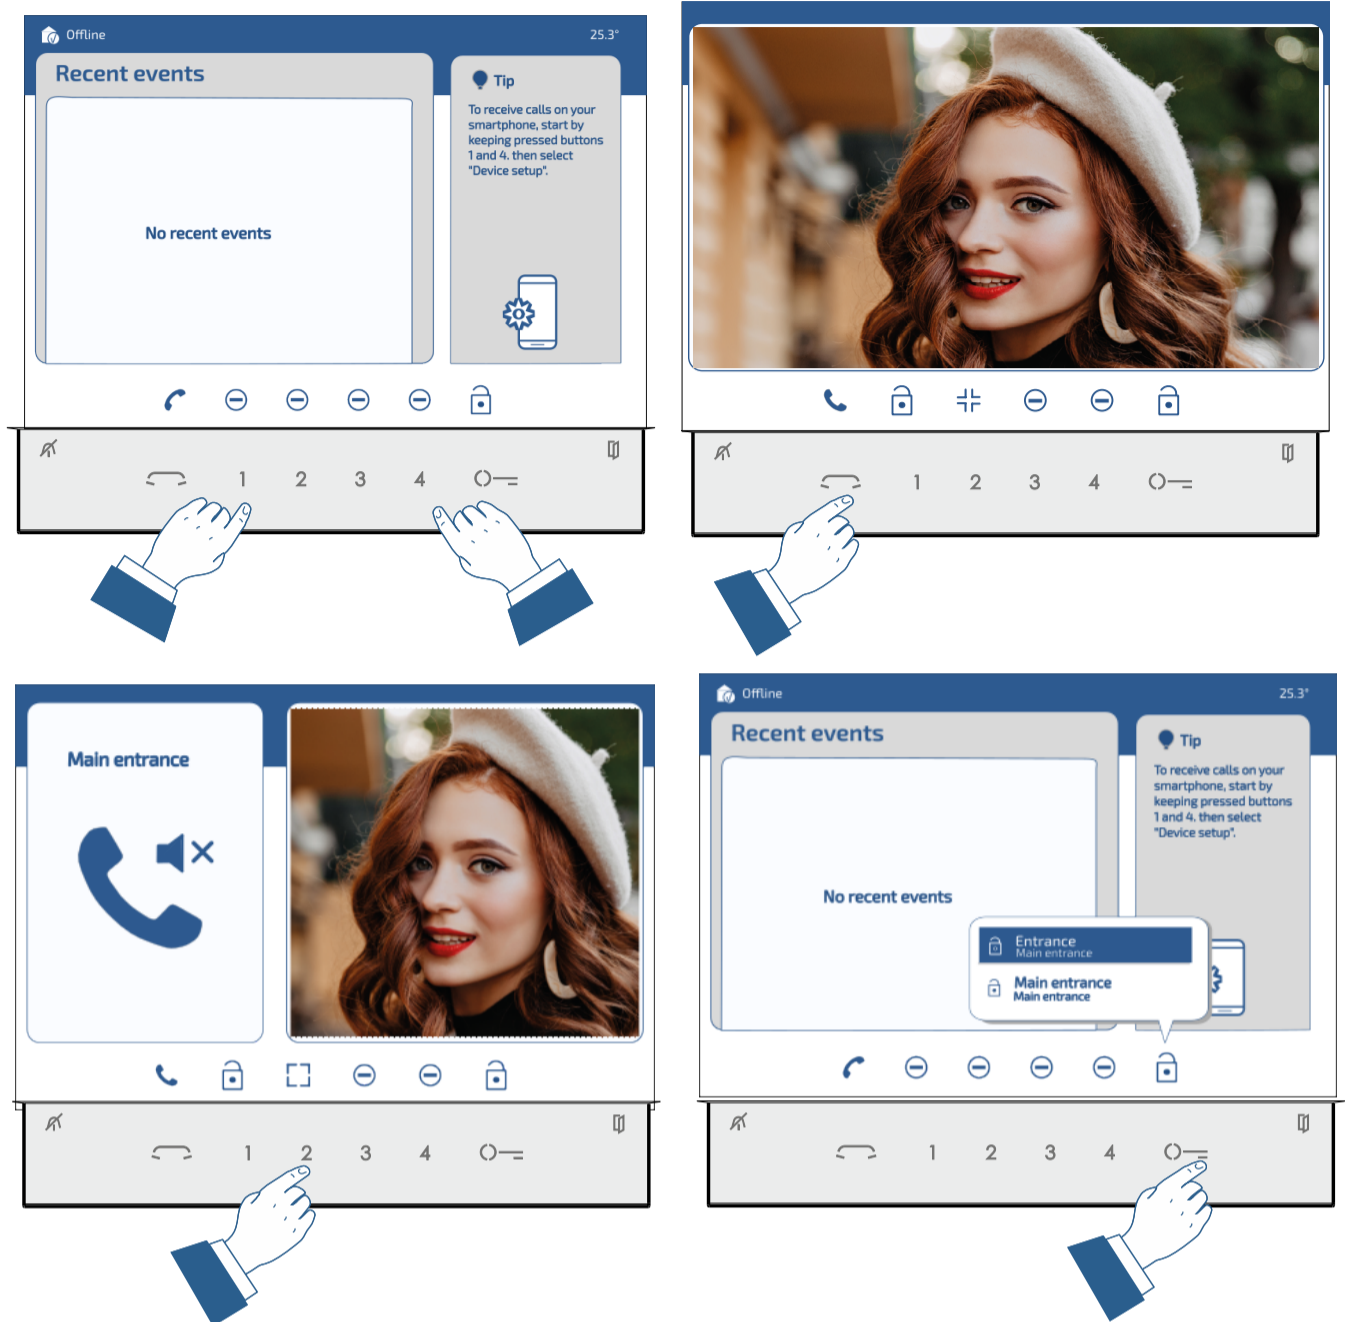 Offline
25.3°
Recent events
No recent events
Tip
To receive calls on your
smartphone, start by
keeping pressed buttons
1 and 4. then select
"Device setup".
1 2 3 4
1 2 3 4
Main entrance
1 2 3 4
Offline
25.3°
Recent events
No recent events
Tip
To receive calls on your
smartphone, start by
keeping pressed buttons
1 and 4. then select
"Device setup".
Entrance
Main entrance
Main entrance
Main entrance
1 2 3 4